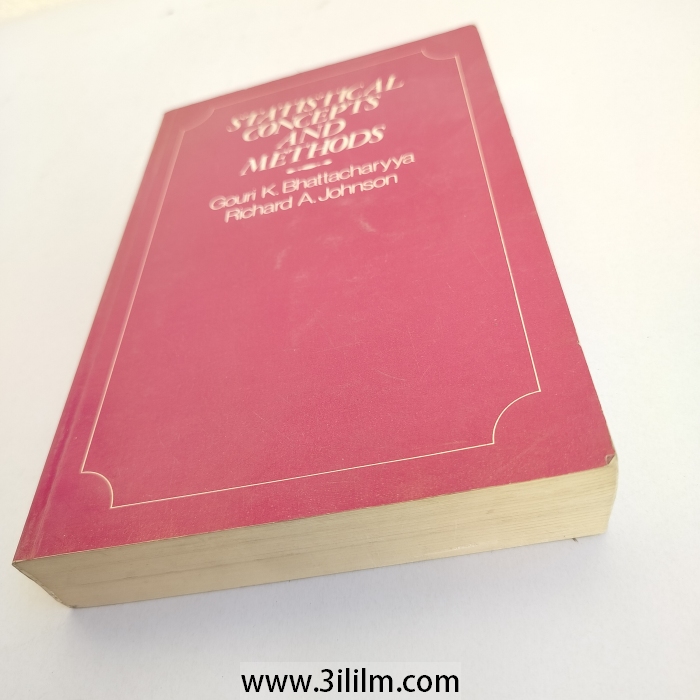 STATISTICAL
CONCEPTS
AND
METHODS
Gouri K. Bhattacharyya
Richard A. Johnson
www.3ililm.com